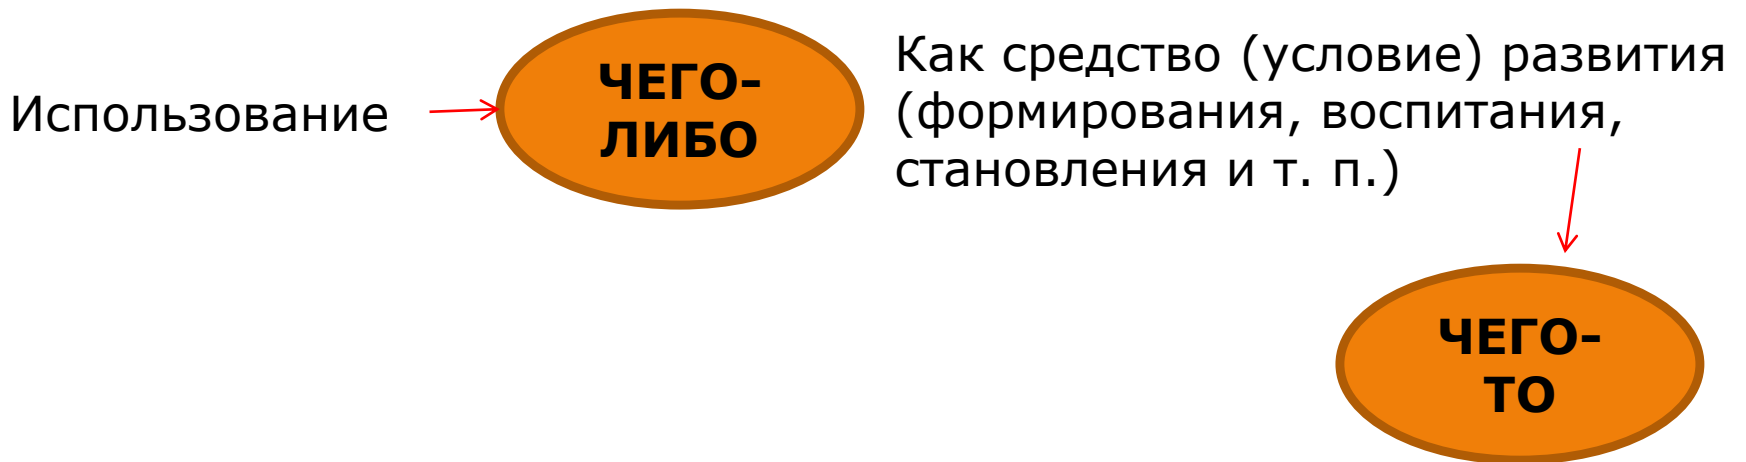 Использование
ЧЕГО-
ЛИБО
Как средство (условие) развития
(формирования, воспитания,
становления и т. п.)
ЧЕГО-
ТО